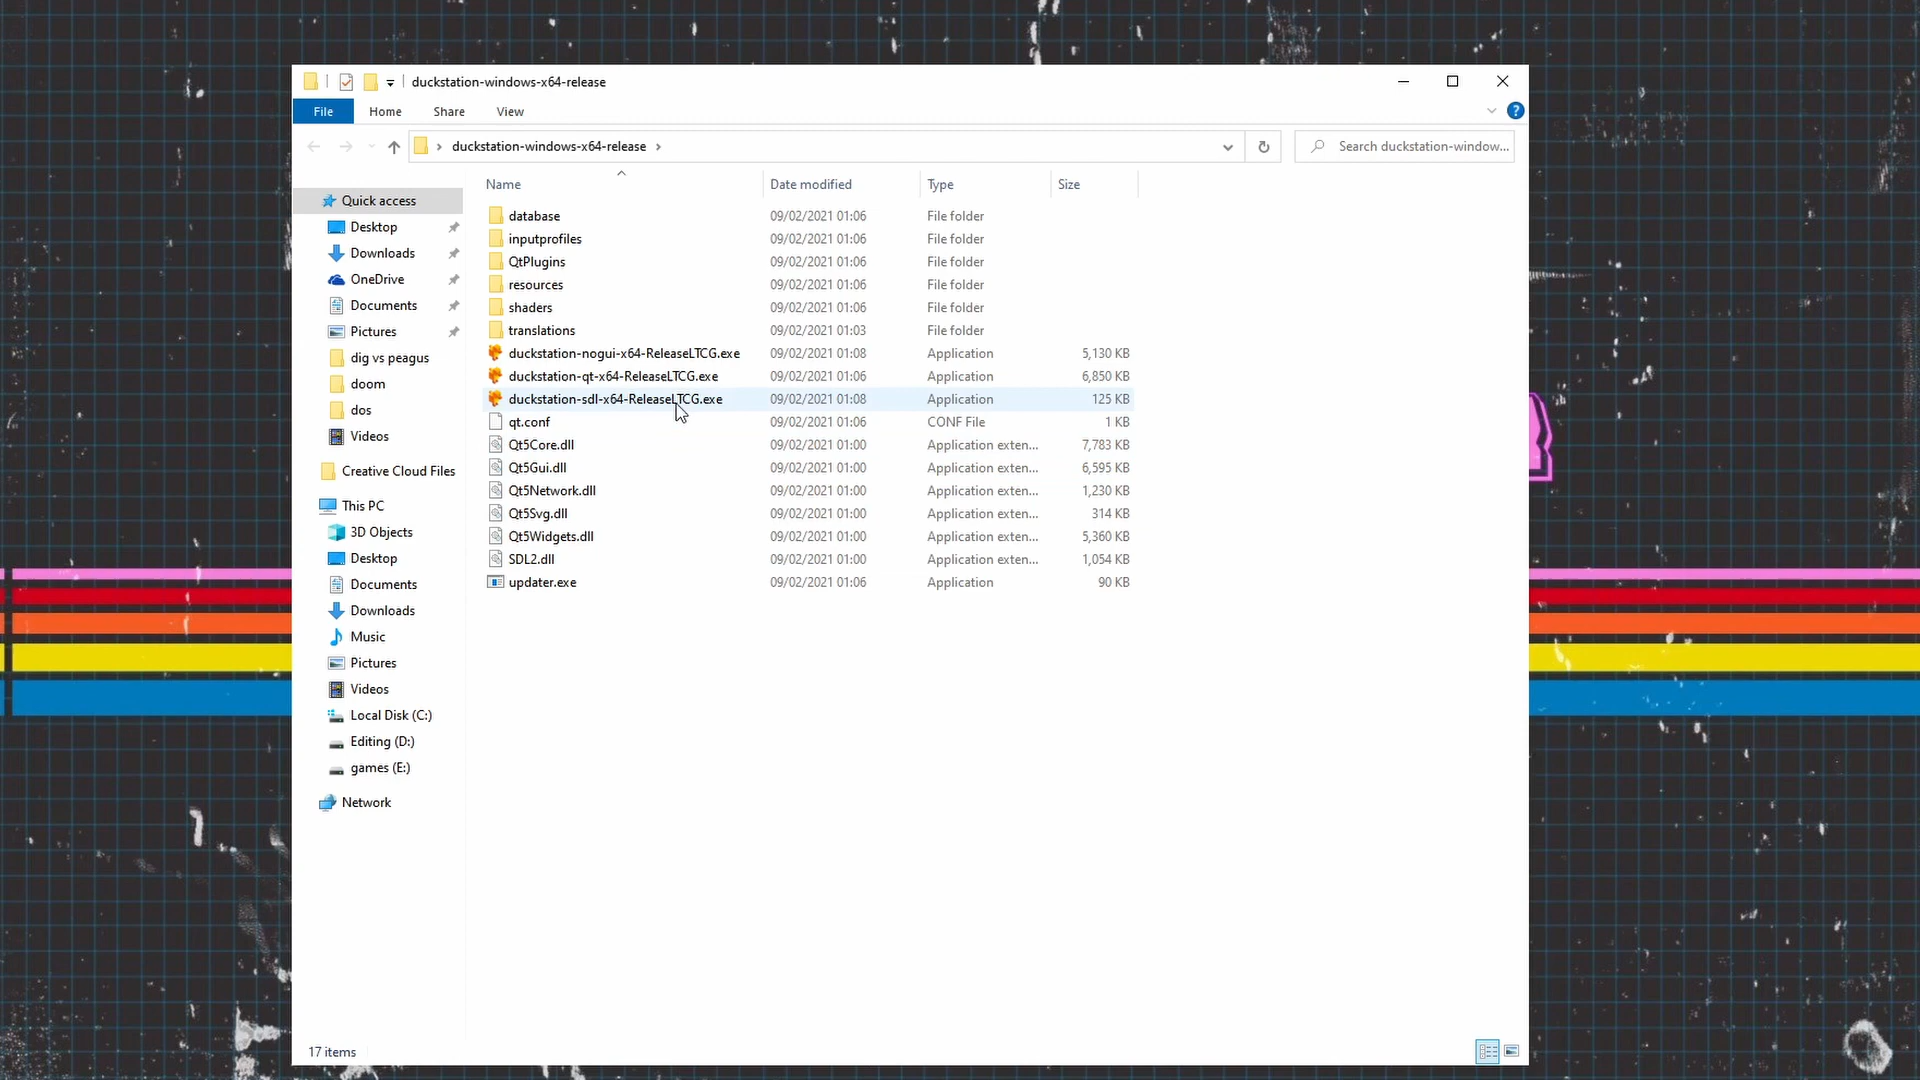 duckstation-windows-x64-release
File Home Share View
duckstation-windows-x64-release
Search duckstation-window...
Name Date modified Type Size
Quick access
Desktop
Downloads
OneDrive
Documents
Pictures
dig vs peagus
doom
dos
Videos
Creative Cloud Files
This PC
3D Objects
Desktop
Documents
Downloads
Music
Pictures
Videos
Local Disk (C:)
Editing (D:)
games (E:)
Network
database 09/02/2021 01:06 File folder
inputprofiles 09/02/2021 01:06 File folder
QtPlugins 09/02/2021 01:06 File folder
resources 09/02/2021 01:06 File folder
shaders 09/02/2021 01:06 File folder
translations 09/02/2021 01:03 File folder
duckstation-nogui-x64-ReleaseLTCG.exe 09/02/2021 01:08 Application 5,130 KB
duckstation-qt-x64-ReleaseLTCG.exe 09/02/2021 01:06 Application 6,850 KB
duckstation-sdl-x64-ReleaseLTCG.exe 09/02/2021 01:08 Application 125 KB
qt.conf 09/02/2021 01:06 CONF File 1 KB
Qt5Core.dll 09/02/2021 01:00 Application exten... 7,783 KB
Qt5Gui.dll 09/02/2021 01:00 Application exten... 6,595 KB
Qt5Network.dll 09/02/2021 01:00 Application exten... 1,230 KB
Qt5Svg.dll 09/02/2021 01:00 Application exten... 314 KB
Qt5Widgets.dll 09/02/2021 01:00 Application exten... 5,360 KB
SDL2.dll 09/02/2021 01:00 Application exten... 1,054 KB
updater.exe 09/02/2021 01:06 Application 90 KB
17 items